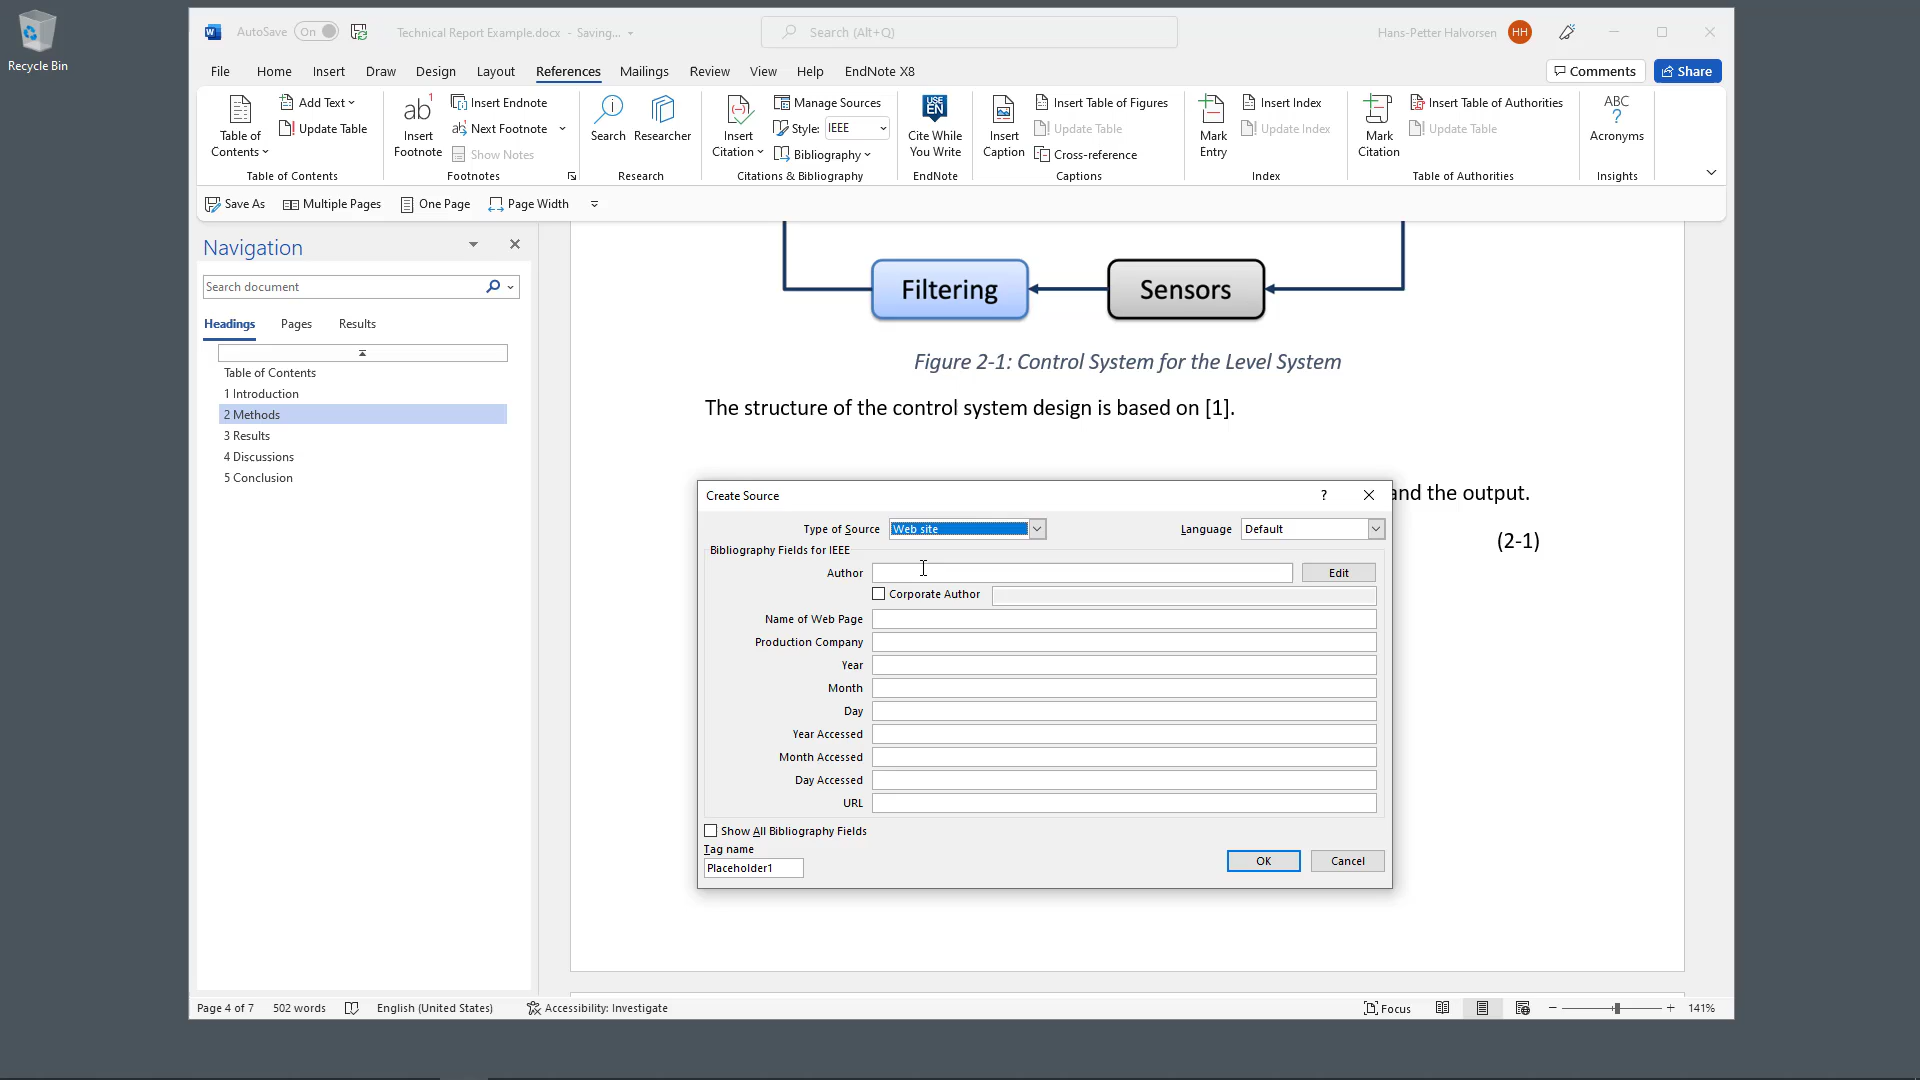 Recycle Bin
AutoSave On Technical Report Example.docx - Saving... Search (Alt+Q) Hans-Petter Halvorsen HH
File Home Insert Draw Design Layout References Mailings Review View Help EndNote X8 Comments Share
Table of Contents
Add Text
Update Table
Table of Contents
ab1
Insert Footnote
Insert Endnote
Next Footnote
Show Notes
Footnotes
Search
Researcher
Research
Insert Citation
Manage Sources
Style: IEEE
Bibliography
Citations & Bibliography
USE EN
Cite While You Write
EndNote
Insert Caption
Insert Table of Figures
Update Table
Cross-reference
Captions
Mark Entry
Insert Index
Update Index
Index
Mark Citation
Insert Table of Authorities
Update Table
Table of Authorities
ABC ?
Acronyms
Insights
Save As Multiple Pages One Page Page Width
Navigation
Search document
Headings Pages Results
Table of Contents
1 Introduction
2 Methods
3 Results
4 Discussions
5 Conclusion
Filtering Sensors
Figure 2-1: Control System for the Level System
The structure of the control system design is based on [1].
and the output.
(2-1)
Create Source ?
Type of Source Web site Language Default
Bibliography Fields for IEEE
Author Edit
Corporate Author
Name of Web Page
Production Company
Year
Month
Day
Year Accessed
Month Accessed
Day Accessed
URL
Show All Bibliography Fields
Tag name
Placeholder1
OK Cancel
Page 4 of 7 502 words English (United States) Accessibility: Investigate Focus 141%